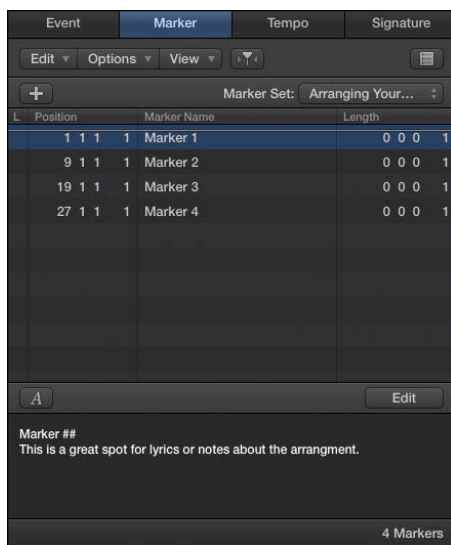 Event Marker Tempo Signature
Edit Options View
Marker Set: Arranging Your...
L Position Marker Name Length
1 1 1 1 Marker 1 0 0 0 1
9 1 1 1 Marker 2 0 0 0 1
19 1 1 1 Marker 3 0 0 0 1
27 1 1 1 Marker 4 0 0 0 1
A Edit
Marker ##
This is a great spot for lyrics or notes about the arrangment.
4 Markers